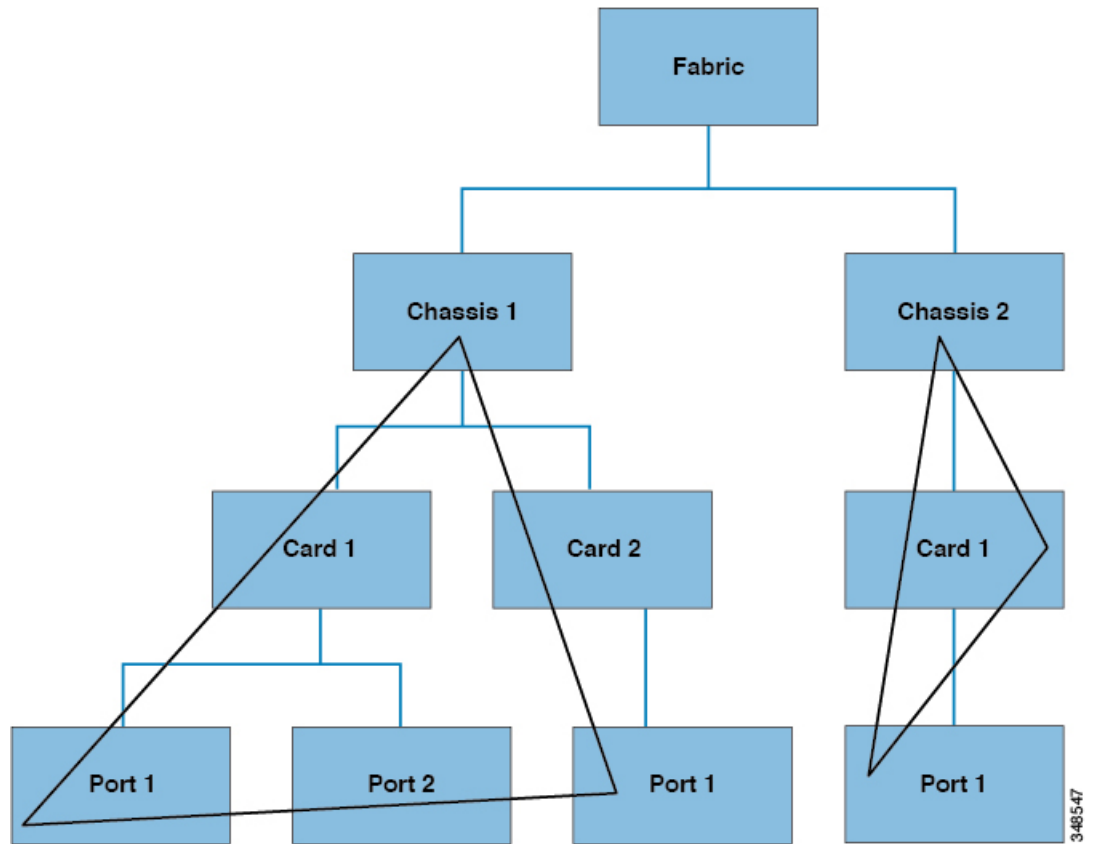 Fabric
Chassis 1
Chassis 2
Card 1
Card 2
Card 1
Port 1
Port 2
Port 1
Port 1
348547